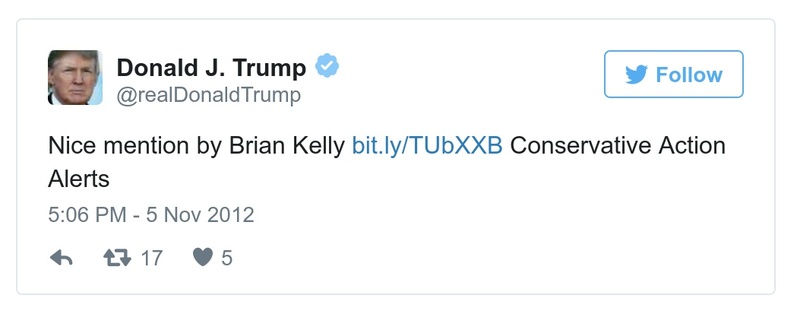 Donald J. Trump
@realDonaldTrump
Follow
Nice mention by Brian Kelly bit.ly/TUbXXB Conservative Action
Alerts
5:06 PM - 5 Nov 2012
17 5